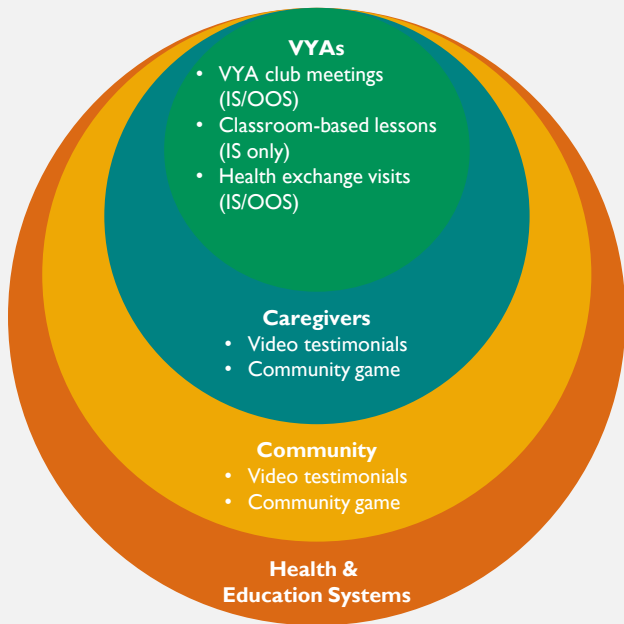 VYAs
• VYA club meetings
(IS/OOS)
• Classroom-based lessons
(IS only)
• Health exchange visits
(IS/OOS)
Caregivers
• Video testimonials
• Community game
Community
• Video testimonials
• Community game
Health &
Education Systems